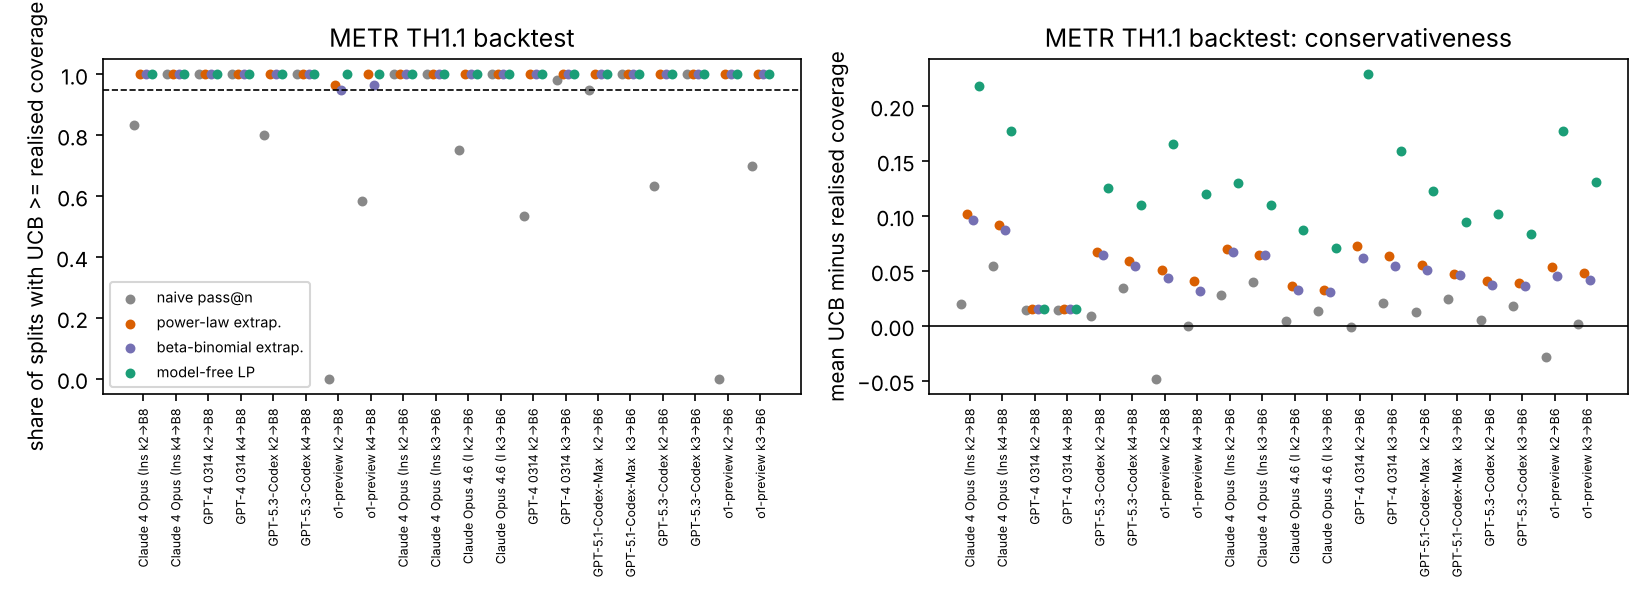 METR TH1.1 backtest
share of splits with UCB >= realised coverage
1.0
0.8
0.6
0.4
0.2
0.0
naive pass@n
power-law extrap.
beta-binomial extrap.
model-free LP
Claude 4 Opus (Ins k2→B8
Claude 4 Opus (Ins k4→B8
GPT-4 0314 k2→B8
GPT-4 0314 k4→B8
GPT-5.3-Codex k2→B8
GPT-5.3-Codex k4→B8
o1-preview k2→B8
o1-preview k4→B8
Claude 4 Opus (Ins k2→B6
Claude 4 Opus (Ins k3→B6
Claude Opus 4.6 (I k2→B6
Claude Opus 4.6 (I k3→B6
GPT-4 0314 k2→B6
GPT-4 0314 k3→B6
GPT-5.1-Codex-Max  k2→B6
GPT-5.1-Codex-Max  k3→B6
GPT-5.3-Codex k2→B6
GPT-5.3-Codex k3→B6
o1-preview k2→B6
o1-preview k3→B6
METR TH1.1 backtest: conservativeness
mean UCB minus realised coverage
0.20
0.15
0.10
0.05
0.00
−0.05
Claude 4 Opus (Ins k2→B8
Claude 4 Opus (Ins k4→B8
GPT-4 0314 k2→B8
GPT-4 0314 k4→B8
GPT-5.3-Codex k2→B8
GPT-5.3-Codex k4→B8
o1-preview k2→B8
o1-preview k4→B8
Claude 4 Opus (Ins k2→B6
Claude 4 Opus (Ins k3→B6
Claude Opus 4.6 (I k2→B6
Claude Opus 4.6 (I k3→B6
GPT-4 0314 k2→B6
GPT-4 0314 k3→B6
GPT-5.1-Codex-Max  k2→B6
GPT-5.1-Codex-Max  k3→B6
GPT-5.3-Codex k2→B6
GPT-5.3-Codex k3→B6
o1-preview k2→B6
o1-preview k3→B6